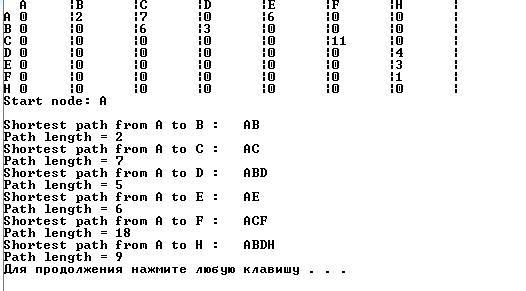 A |B |C |D |E |F |H |
A 0 |2 |7 |0 |6 |0 |0 |
B 0 |0 |6 |3 |0 |0 |0 |
C 0 |0 |0 |0 |0 |11 |0 |
D 0 |0 |0 |0 |0 |0 |4 |
E 0 |0 |0 |0 |0 |0 |3 |
F 0 |0 |0 |0 |0 |0 |1 |
H 0 |0 |0 |0 |0 |0 |0 |
Start node: A
Shortest path from A to B : AB
Path length = 2
Shortest path from A to C : AC
Path length = 7
Shortest path from A to D : ABD
Path length = 5
Shortest path from A to E : AE
Path length = 6
Shortest path from A to F : ACF
Path length = 18
Shortest path from A to H : ABDH
Path length = 9
Для продолжения нажмите любую клавишу . . .